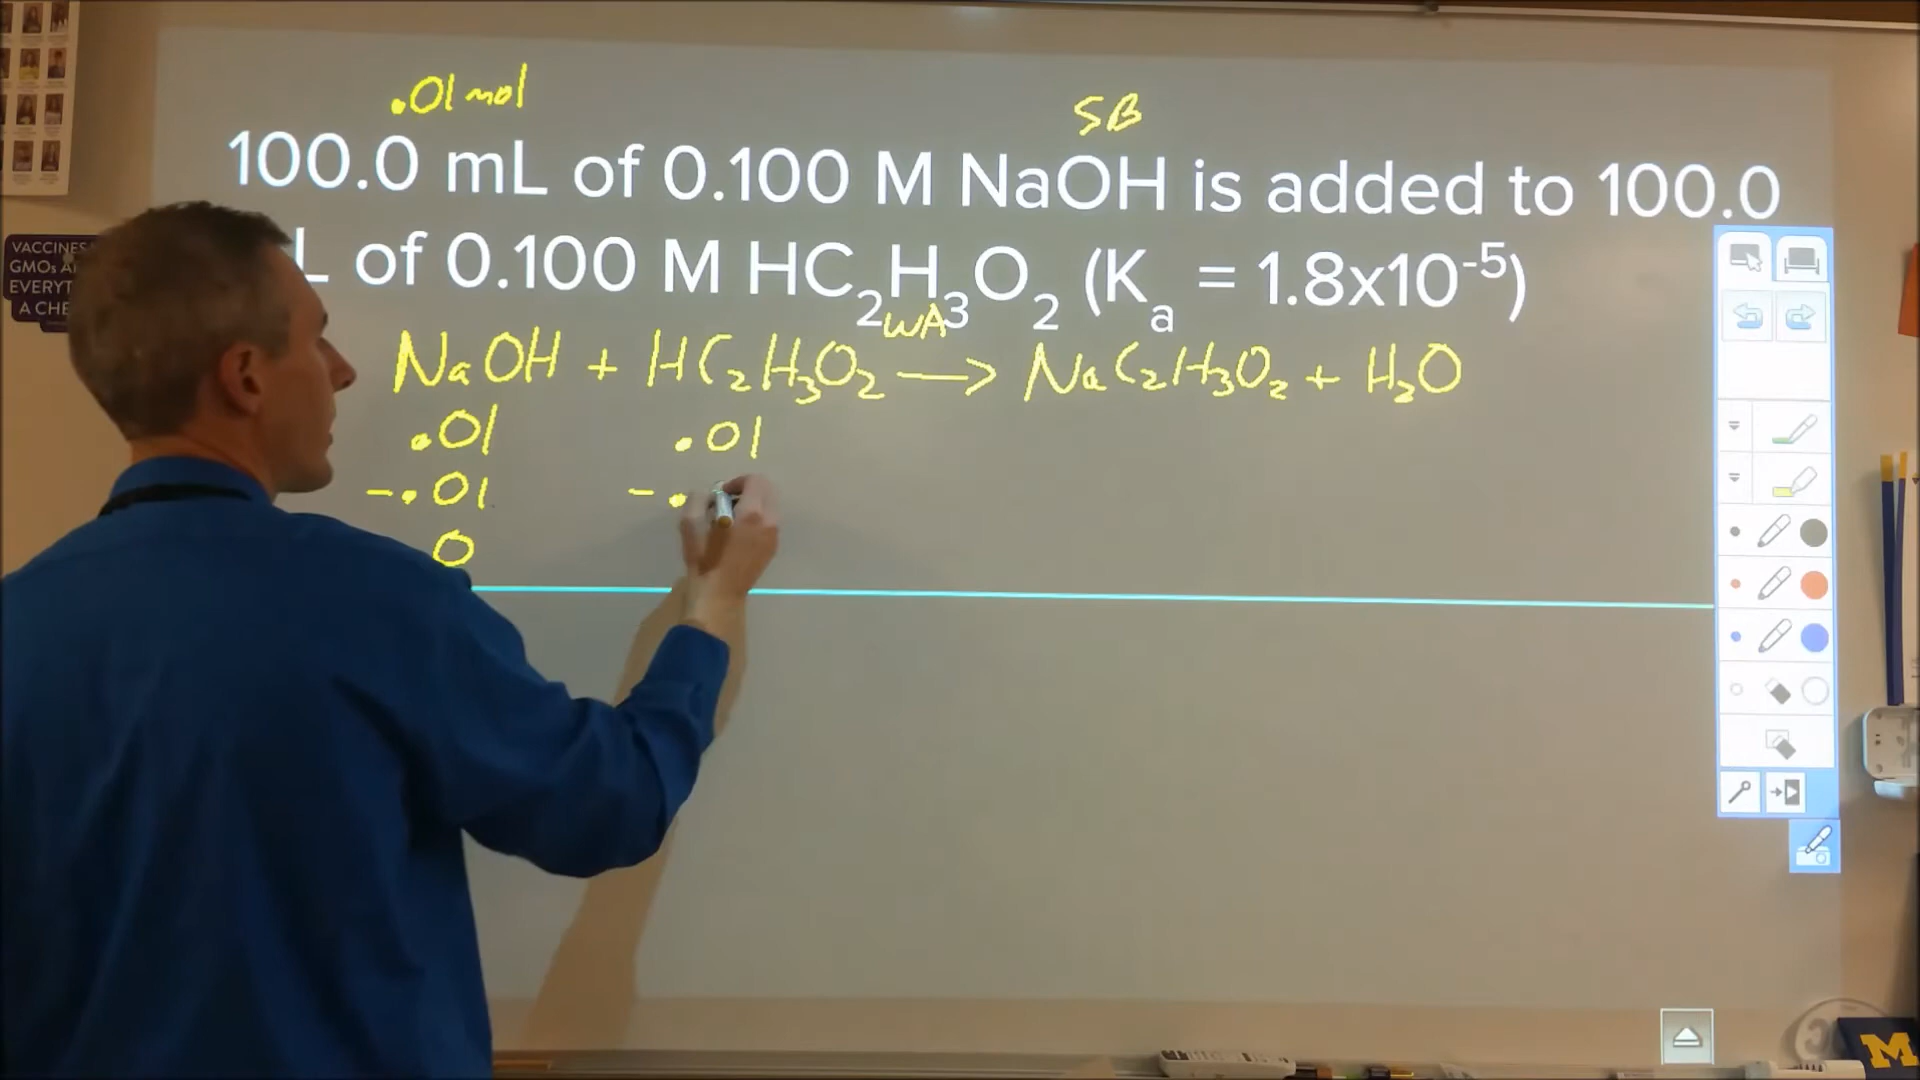 .01 mol
SB
100.0 mL of 0.100 M NaOH is added to 100.0
L of 0.100 M HC₂H₃O₂ (Kₐ = 1.8x10⁻⁵)
WA
NaOH + HC₂H₃O₂ → NaC₂H₃O₂ + H₂O
.01 .01
-.01 -.
0
VACCINES
GMOs
EVERYT
A CHE
M